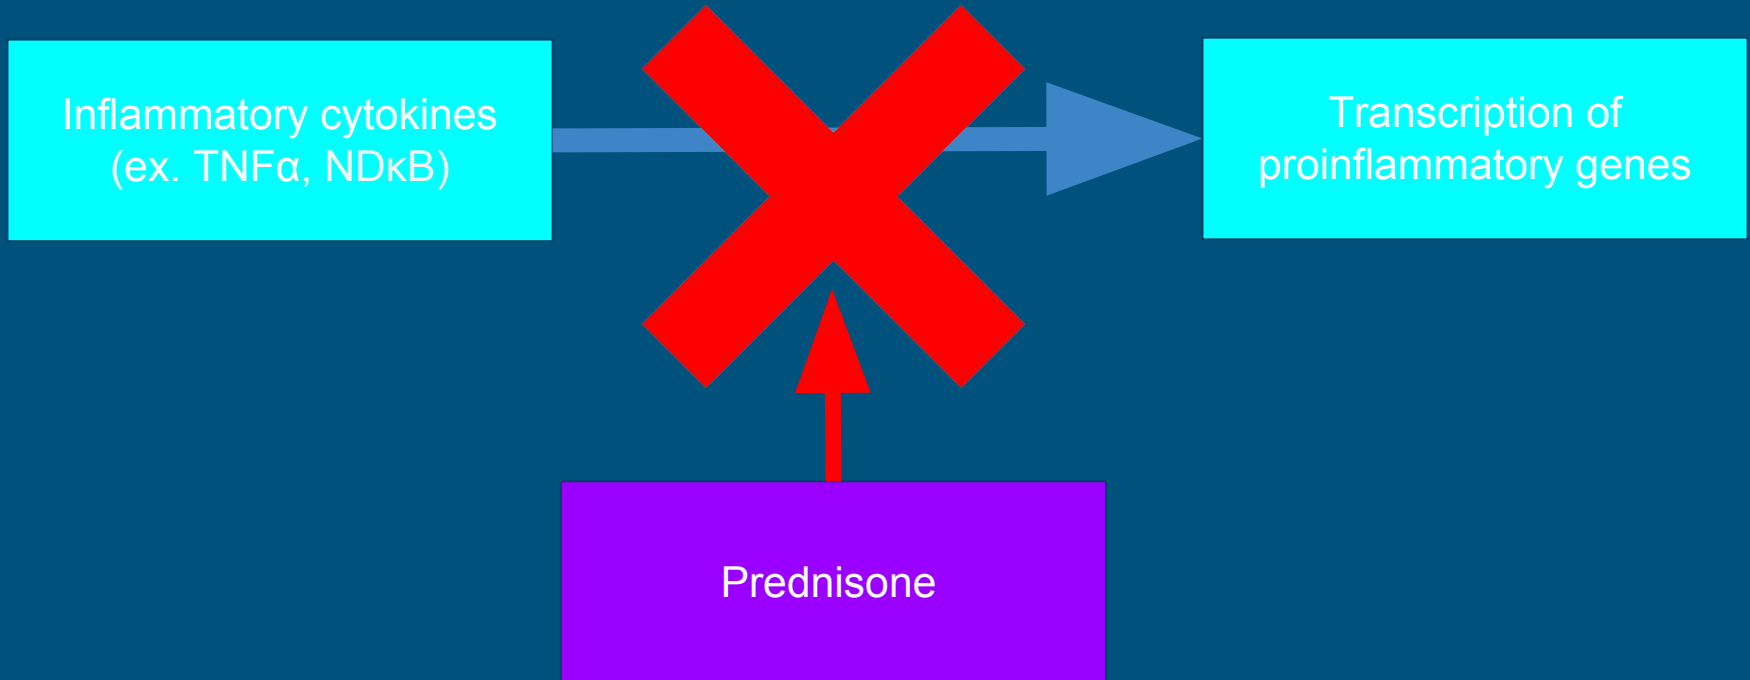 Inflammatory cytokines
(ex. TNFα, NDκB)
Transcription of
proinflammatory genes
Prednisone